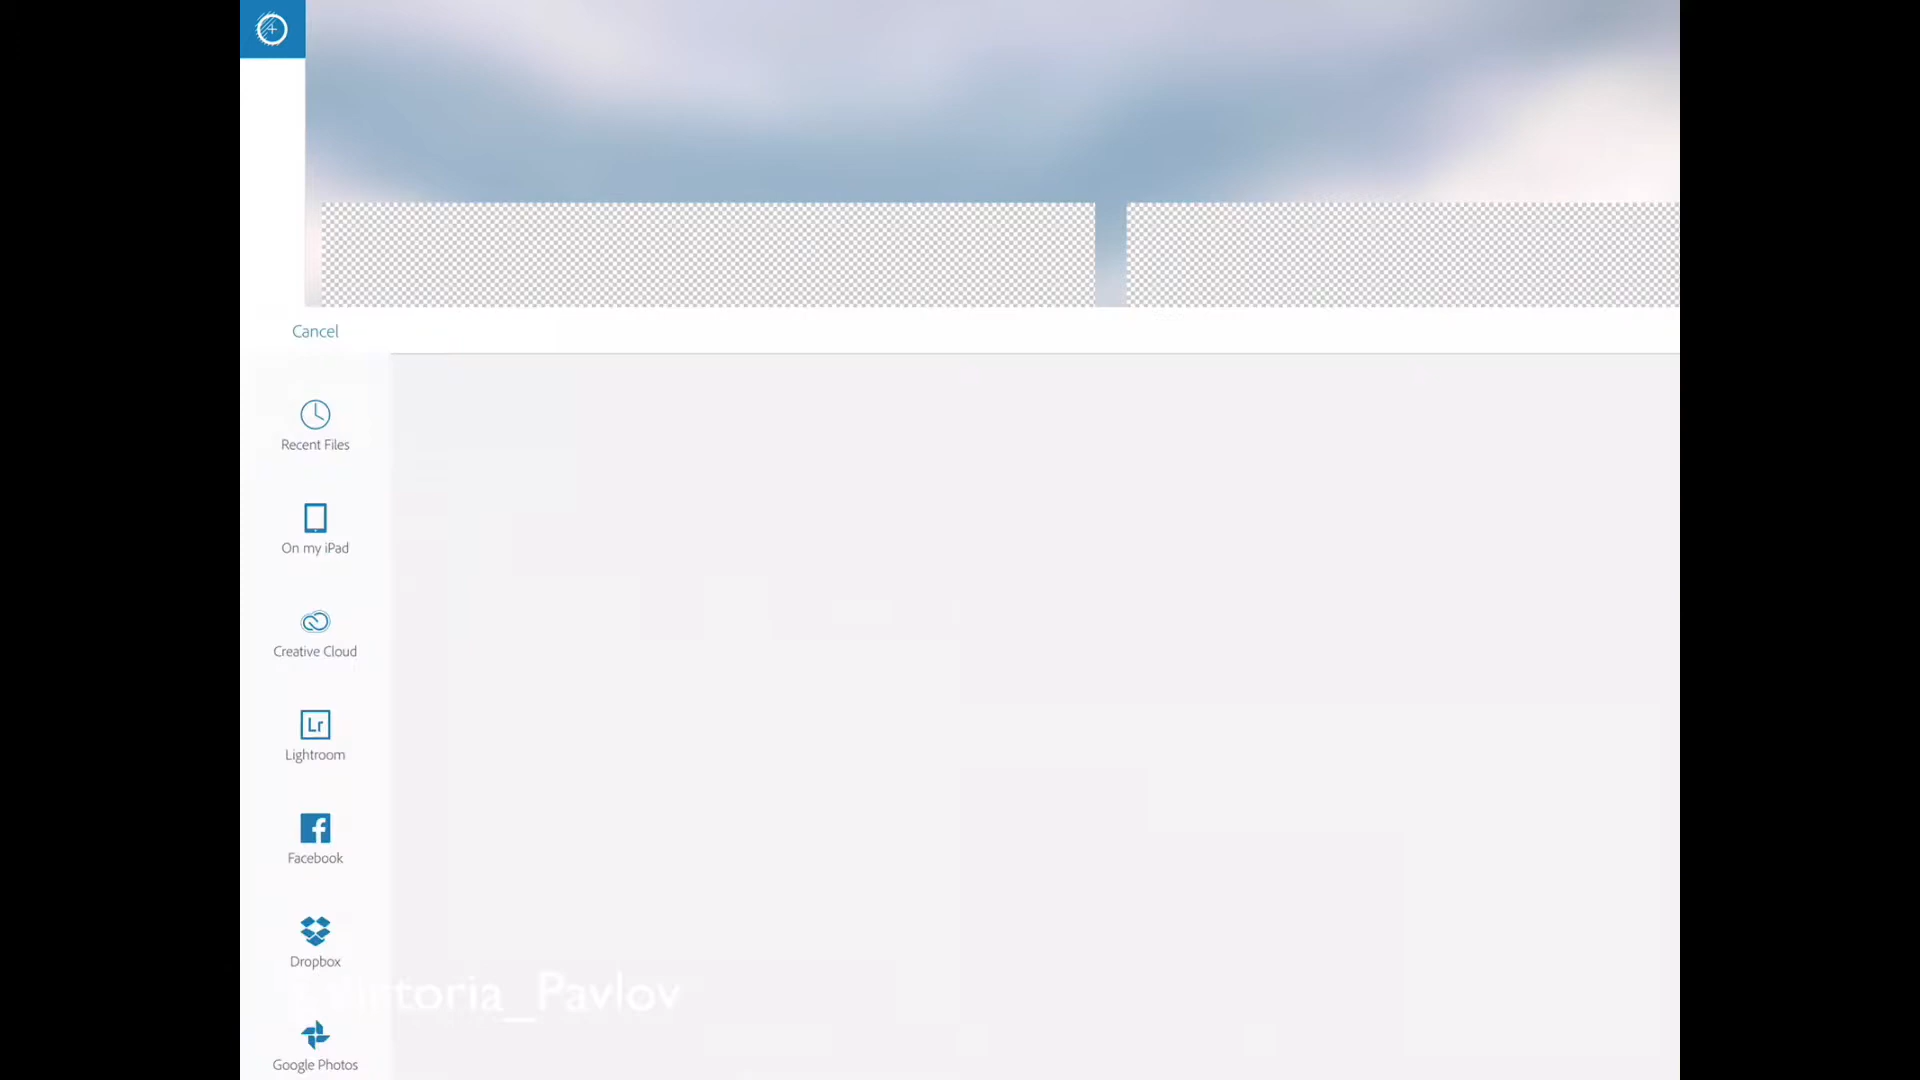 Cancel
Recent Files
On my iPad
Creative Cloud
Lr
Lightroom
Facebook
Dropbox
Google Photos